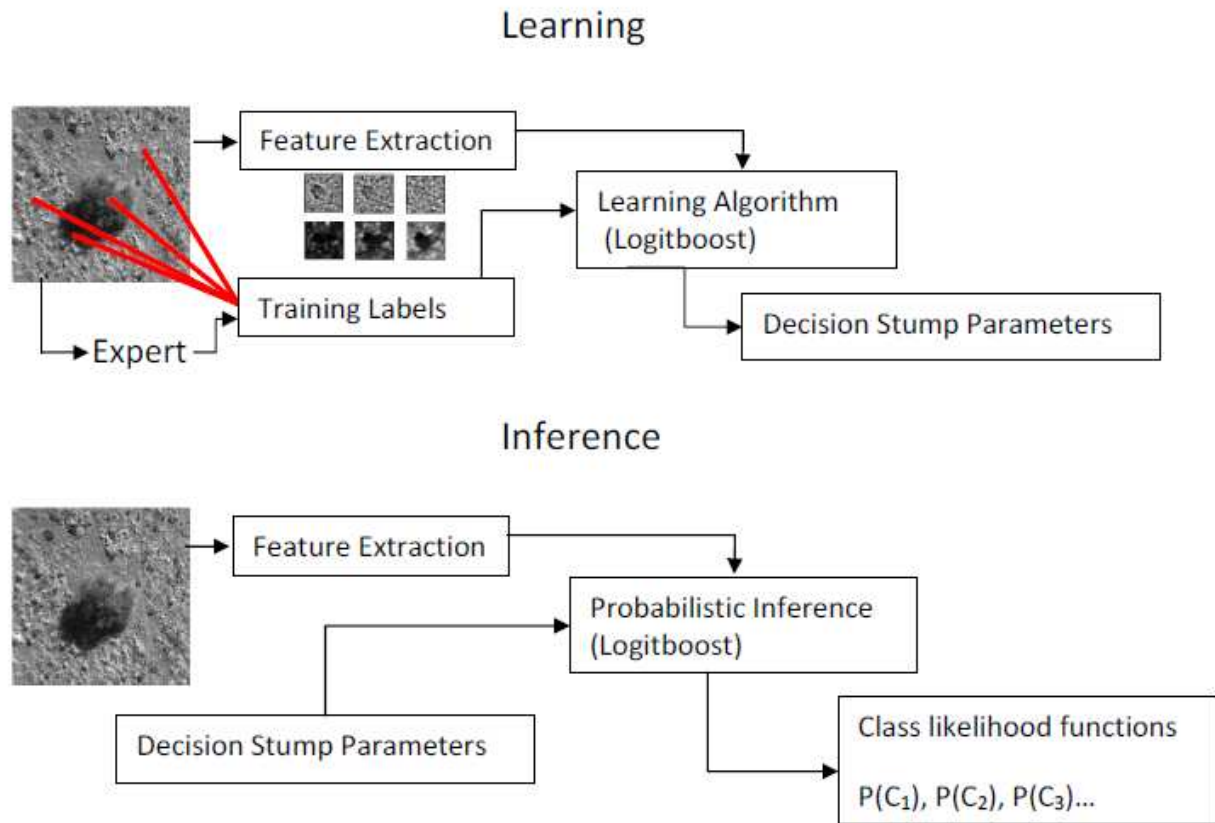 Learning
Feature Extraction
Learning Algorithm
(Logitboost)
Training Labels
Decision Stump Parameters
Expert
Inference
Feature Extraction
Probabilistic Inference
(Logitboost)
Decision Stump Parameters
Class likelihood functions
P(C₁), P(C₂), P(C₃)...